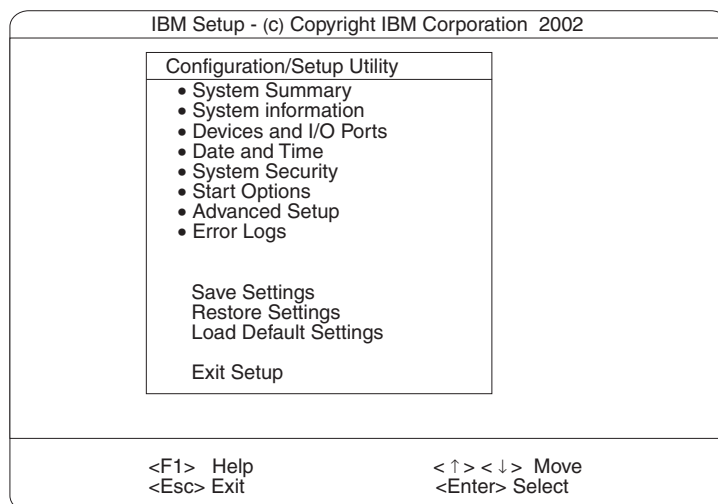 IBM Setup - (c) Copyright IBM Corporation 2002
Configuration/Setup Utility
• System Summary
• System information
• Devices and I/O Ports
• Date and Time
• System Security
• Start Options
• Advanced Setup
• Error Logs
Save Settings
Restore Settings
Load Default Settings
Exit Setup
<F1> Help < ↑ > < ↓ > Move
<Esc> Exit <Enter> Select